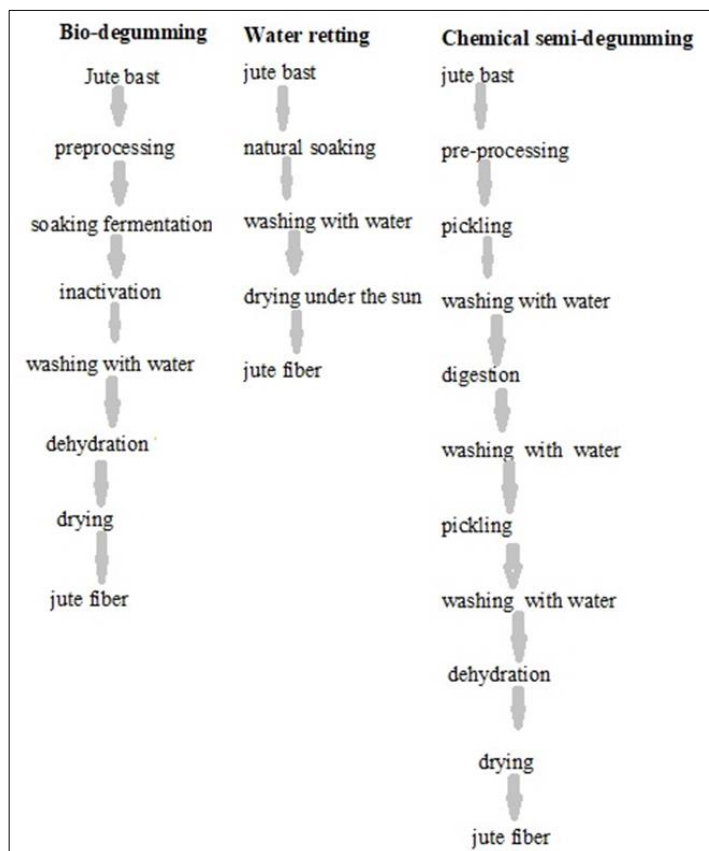 Bio-degumming
Jute bast
preprocessing
soaking fermentation
inactivation
washing with water
dehydration
drying
jute fiber
Water retting
jute bast
natural soaking
washing with water
drying under the sun
jute fiber
Chemical semi-degumming
jute bast
pre-processing
pickling
washing with water
digestion
washing with water
pickling
washing with water
dehydration
drying
jute fiber